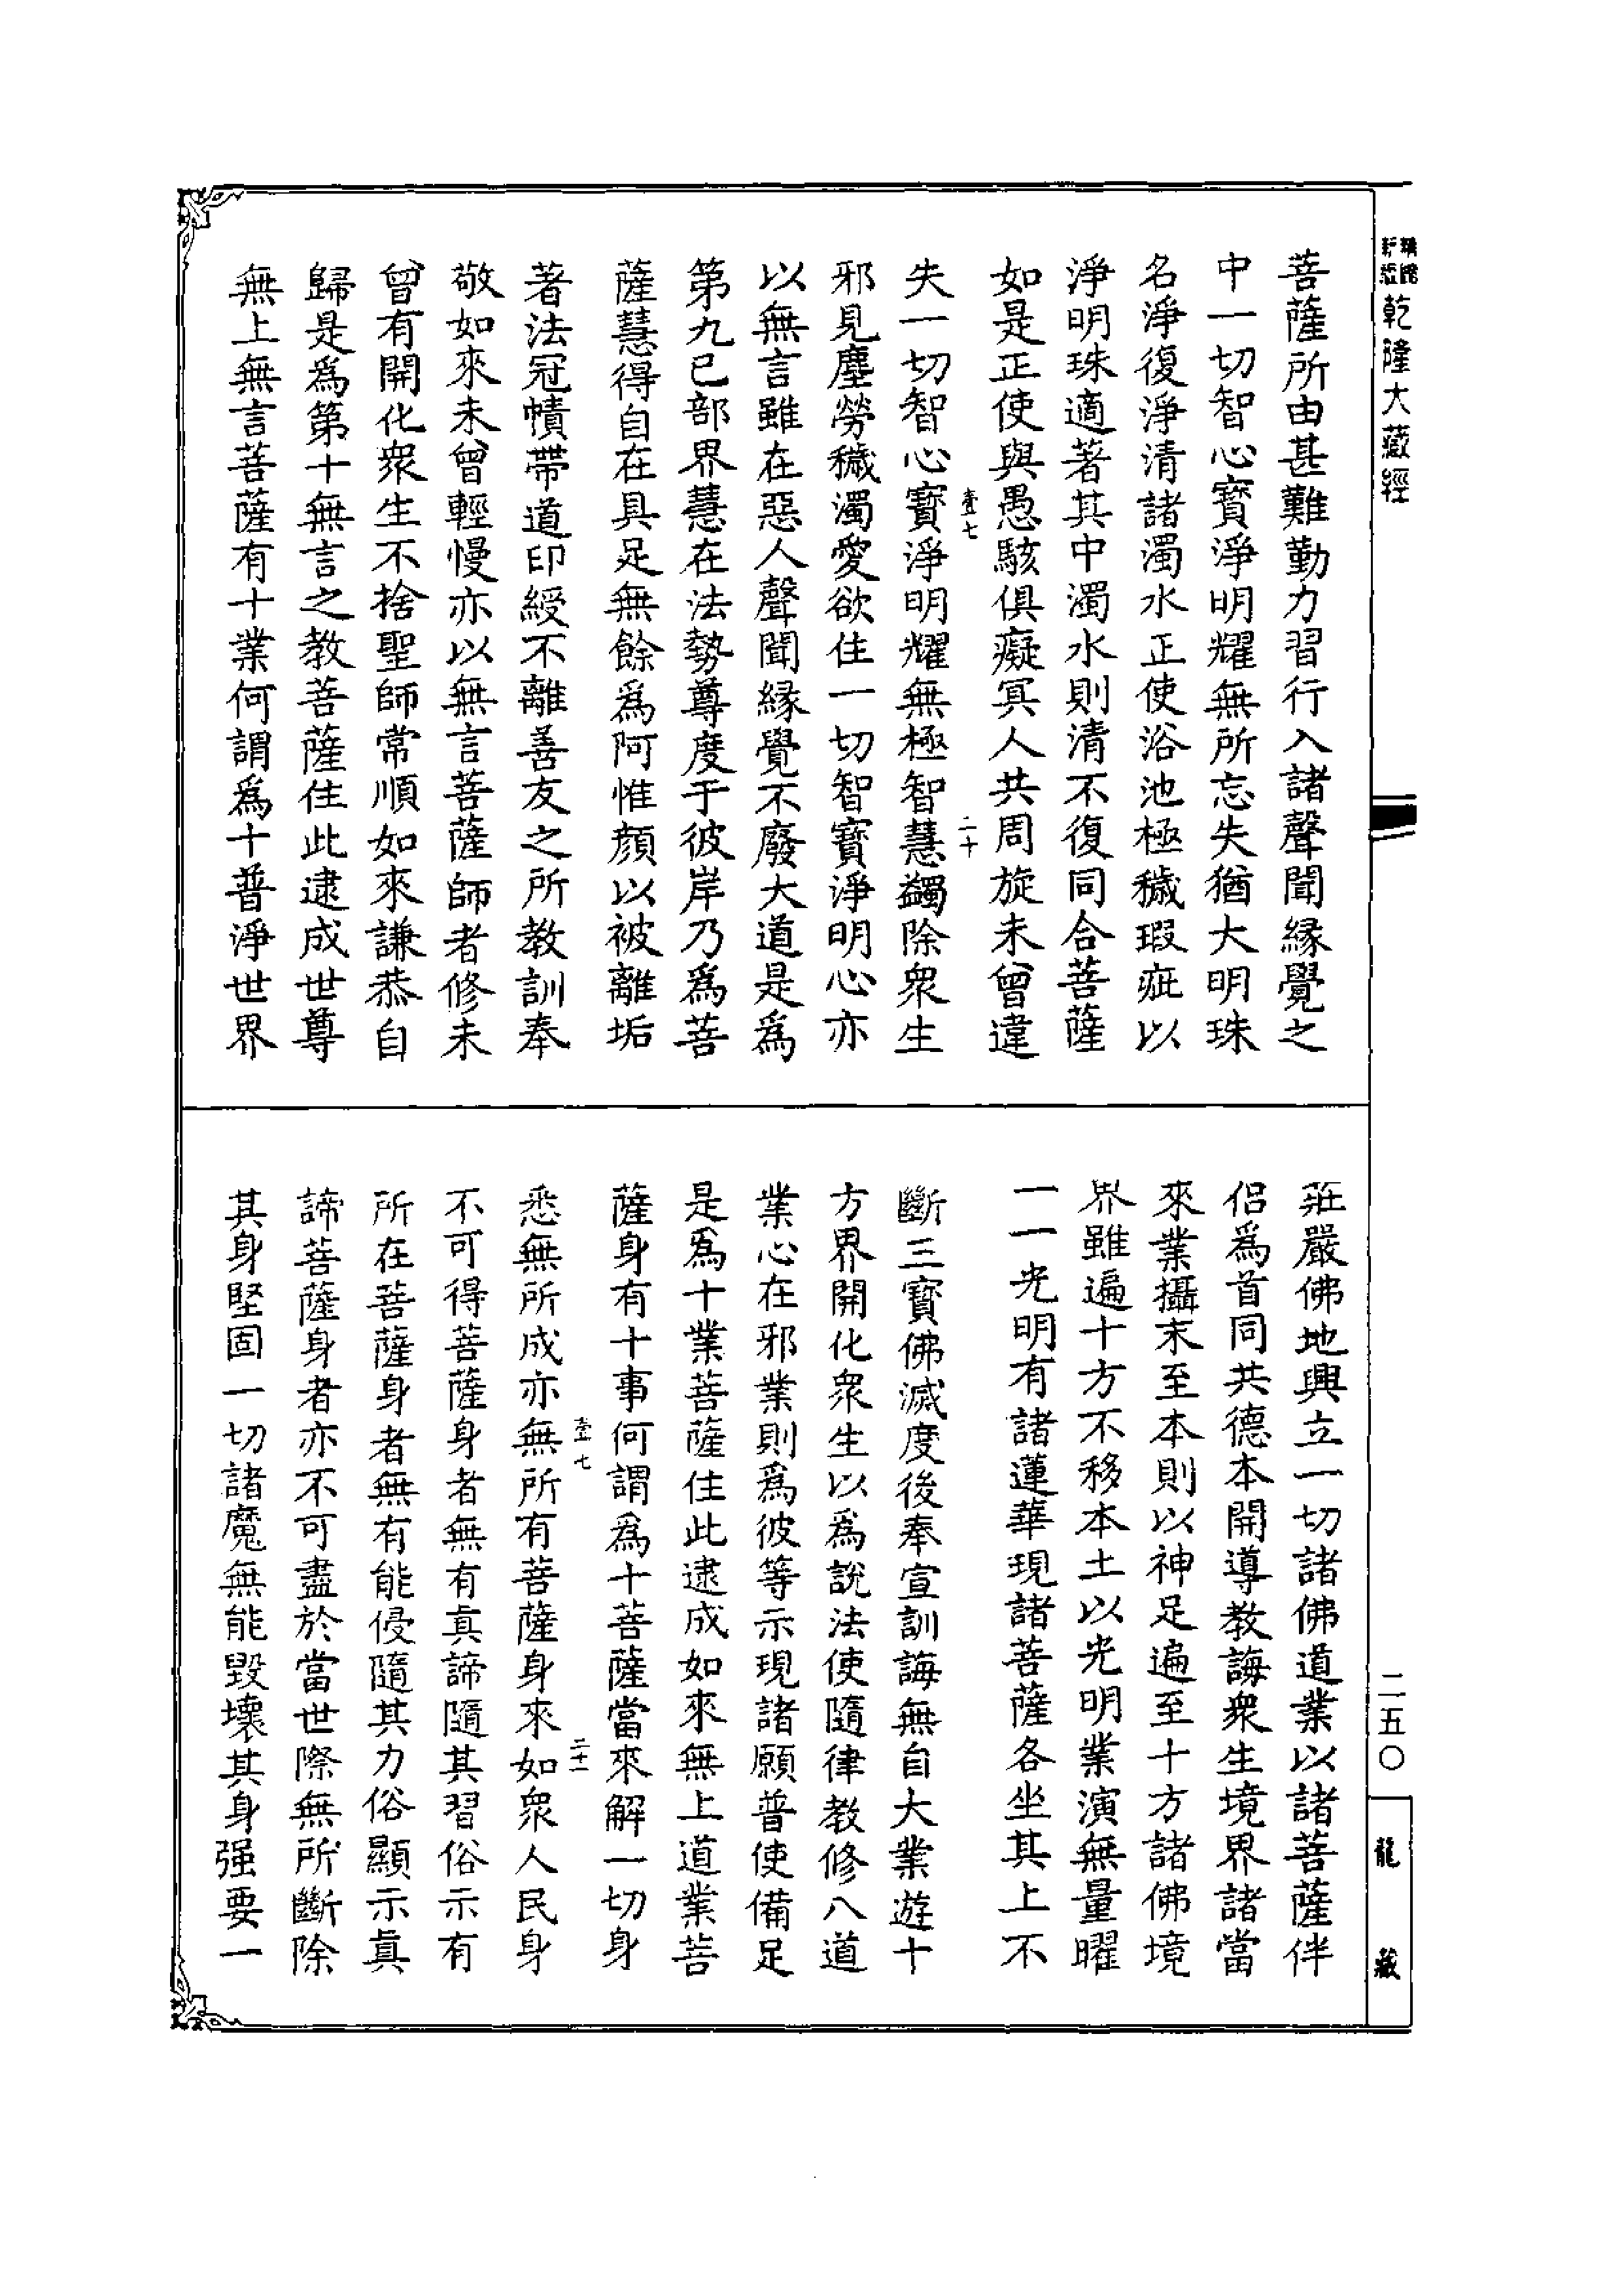 乾隆大藏經
菩薩所由甚難勤力習行入諸聲聞緣覺之
中一切智心寶淨明耀無所忘失猶大明珠
名淨復淨清諸濁水正使浴池極穢瑕疵以
淨明珠適著其中濁水則清不復同合菩薩
如是正使與愚騃俱癡冥人共周旋未曾違
壹七
二十
失一切智心寶淨明耀無極智慧蠲除衆生
邪見塵勞穢濁愛欲住一切智寶淨明心亦
以無言雖在惡人聲聞緣覺不廢大道是爲
第九已部界慧在法勢尊度于彼岸乃爲菩
薩慧得自在具足無餘爲阿惟顏以被離垢
著法冠幘帶道印綬不離善友之所教訓奉
敬如來未曾輕慢亦以無言菩薩師者修未
曾有開化衆生不捨聖師常順如來謙恭自
歸是爲第十無言之教菩薩住此逮成世尊
無上無言菩薩有十業何謂爲十普淨世界
莊嚴佛地興立一切諸佛道業以諸菩薩伴
侶爲首同共德本開導教誨衆生境界諸當
來業攝末至本則以神足遍至十方諸佛境
界雖遍十方不移本土以光明業演無量曜
一一光明有諸蓮華現諸菩薩各坐其上不
斷三寶佛滅度後奉宣訓誨無自大業遊十
方界開化衆生以爲說法使隨律教修八道
業心在邪業則爲彼等示現諸願普使備足
是爲十業菩薩住此逮成如來無上道業菩
薩身有十事何謂爲十菩薩當來解一切身
壹七
二十一
悉無所成亦無所有菩薩身來如衆人民身
不可得菩薩身者無有真諦隨其習俗示有
所在菩薩身者無有能侵隨其力俗顯示眞
諦菩薩身者亦不可盡於當世際無所斷除
其身堅固一切諸魔無能毀壞其身强要一
二五〇
龍藏